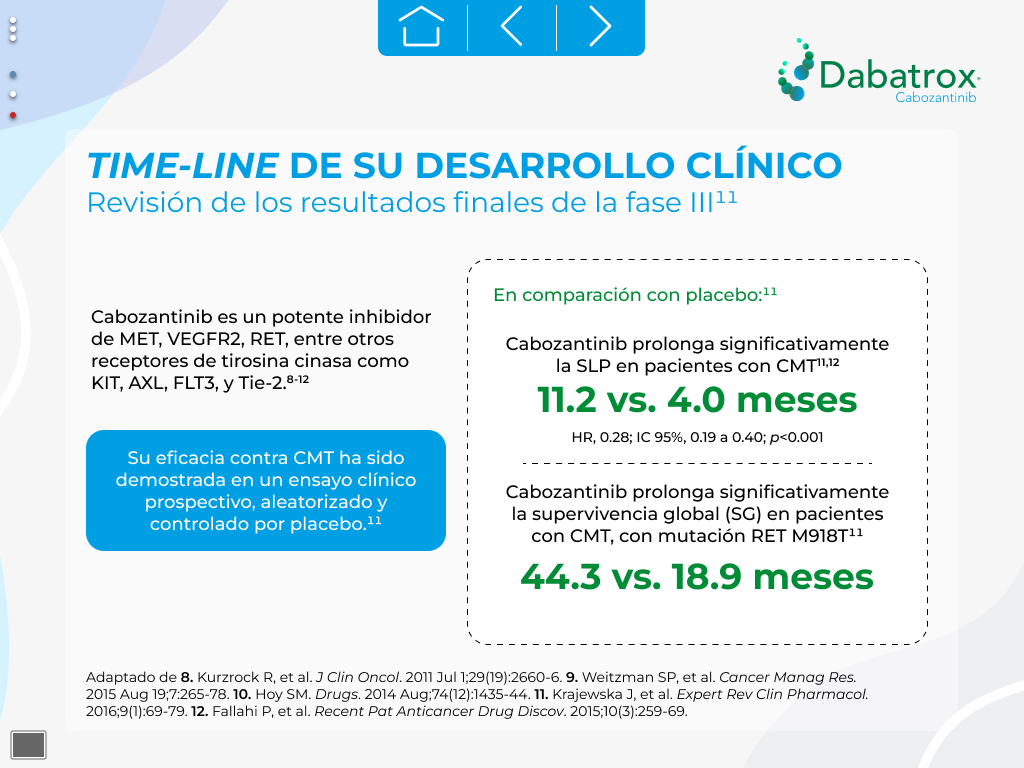 Dabatrox
Cabozantinib
TIME-LINE DE SU DESARROLLO CLÍNICO
Revisión de los resultados finales de la fase III¹¹
Cabozantinib es un potente inhibidor
de MET, VEGFR2, RET, entre otros
receptores de tirosina cinasa como
KIT, AXL, FLT3, y Tie-2.⁸⁻¹²
Su eficacia contra CMT ha sido
demostrada en un ensayo clínico
prospectivo, aleatorizado y
controlado por placebo.¹¹
En comparación con placebo:¹¹
Cabozantinib prolonga significativamente
la SLP en pacientes con CMT¹¹,¹²
11.2 vs. 4.0 meses
HR, 0.28; IC 95%, 0.19 a 0.40; p<0.001
Cabozantinib prolonga significativamente
la supervivencia global (SG) en pacientes
con CMT, con mutación RET M918T¹¹
44.3 vs. 18.9 meses
Adaptado de 8. Kurzrock R, et al. J Clin Oncol. 2011 Jul 1;29(19):2660-6. 9. Weitzman SP, et al. Cancer Manag Res.
2015 Aug 19;7:265-78. 10. Hoy SM. Drugs. 2014 Aug;74(12):1435-44. 11. Krajewska J, et al. Expert Rev Clin Pharmacol.
2016;9(1):69-79. 12. Fallahi P, et al. Recent Pat Anticancer Drug Discov. 2015;10(3):259-69.